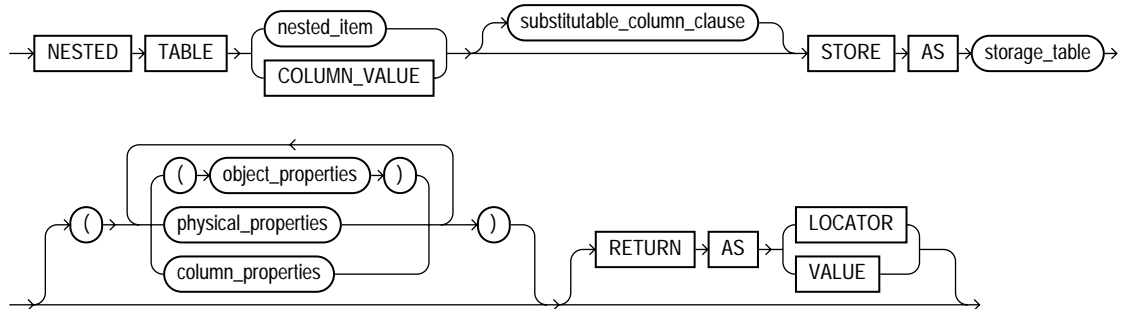 nested_item
substitutable_column_clause
NESTED TABLE STORE AS storage_table
COLUMN_VALUE
( object_properties )
LOCATOR
( physical_properties ) RETURN AS
VALUE
column_properties